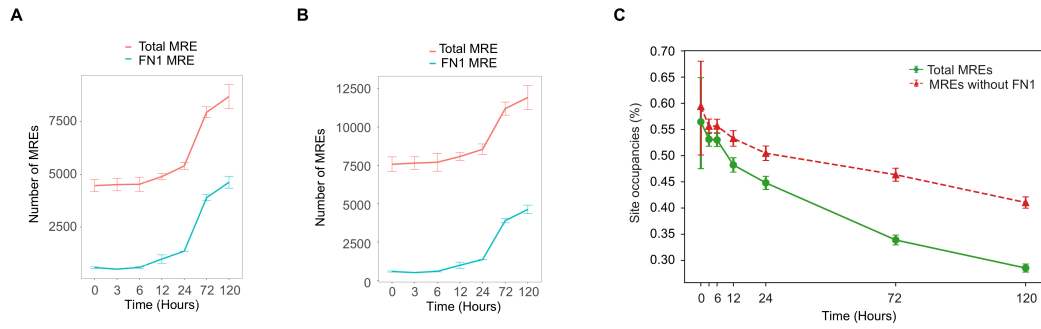 A
Total MRE
FN1 MRE
Number of MREs
7500
5000
2500
0 3 6 12 24 72 120
Time (Hours)
B
Total MRE
FN1 MRE
Number of MREs
12500
10000
7500
5000
2500
0
0 3 6 12 24 72 120
Time (Hours)
C
Total MREs
MREs without FN1
Site occupancies (%)
0.70
0.65
0.60
0.55
0.50
0.45
0.40
0.35
0.30
0 6 12 24 72 120
Time (Hours)